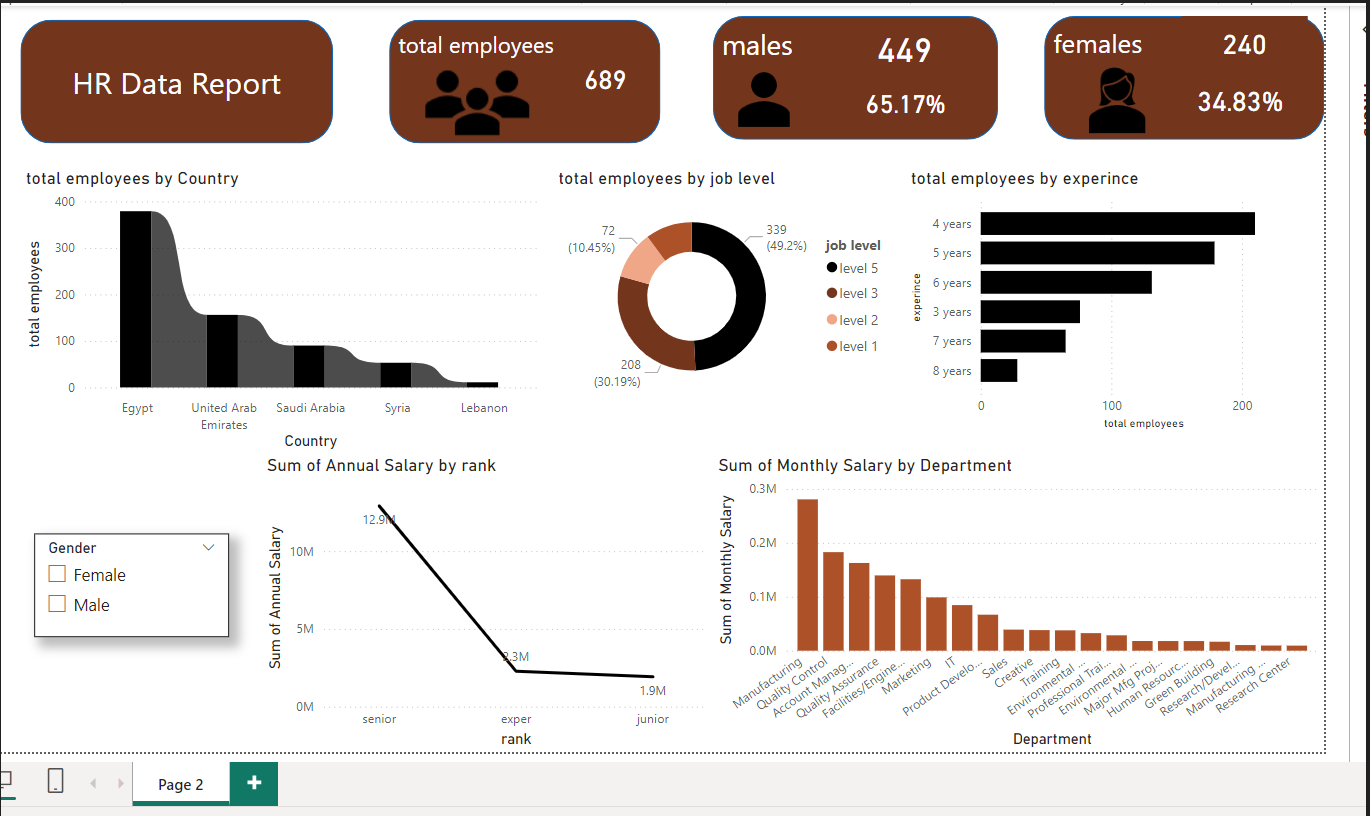 HR Data Report
total employees
689
males
449
65.17%
females
240
34.83%
total employees by Country
total employees
400
300
200
100
0
Egypt
United Arab
Emirates
Saudi Arabia
Syria
Lebanon
Country
total employees by job level
72
(10.45%)
339
(49.2%)
208
(30.19%)
job level
level 5
level 3
level 2
level 1
total employees by experince
experince
4 years
5 years
6 years
3 years
7 years
8 years
0
100
200
total employees
Gender
Female
Male
Sum of Annual Salary by rank
Sum of Annual Salary
10M
5M
0M
12.9M
2.3M
1.9M
senior
exper
junior
rank
Sum of Monthly Salary by Department
Sum of Monthly Salary
0.3M
0.2M
0.1M
0.0M
Manufacturing
Quality Control
Account Manag...
Quality Assurance
Facilities/Engine...
Marketing
IT
Product Develo...
Sales
Creative
Training
Environmental ...
Professional Trai...
Environmental ...
Major Mfg Proj...
Human Resourc...
Green Building
Research/Devel...
Manufacturing ...
Research Center
Department
Page 2